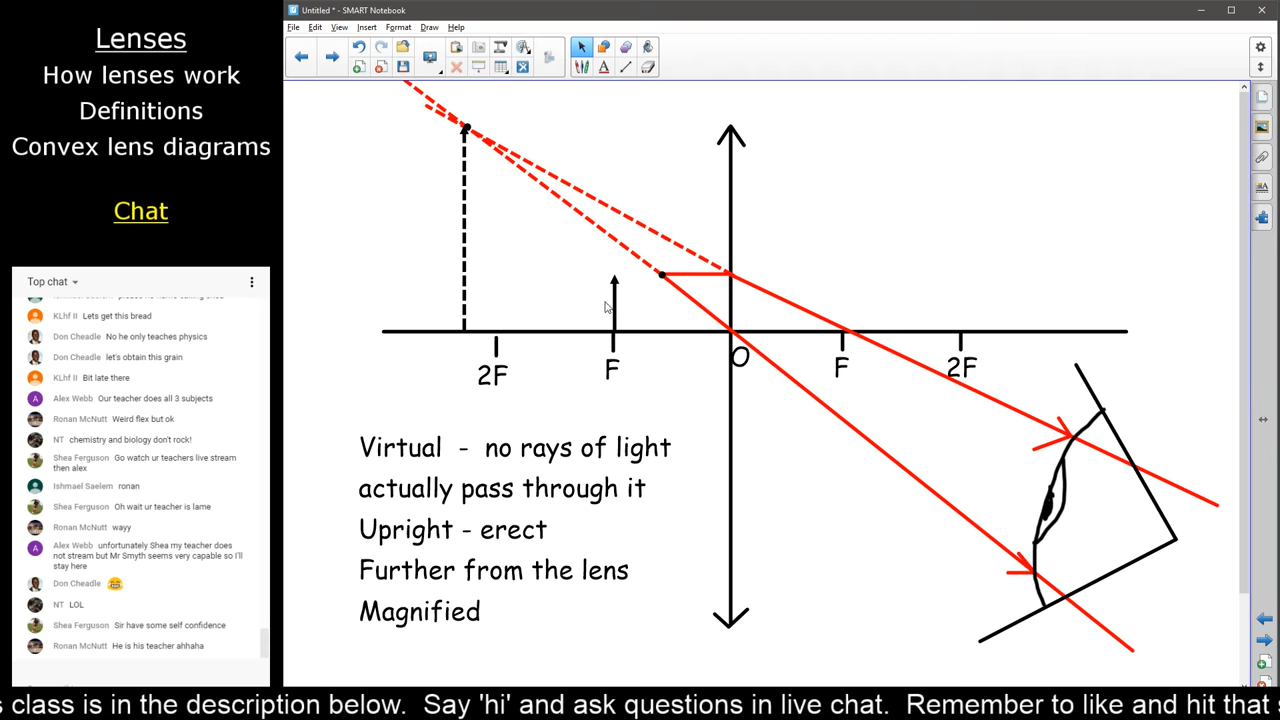 Untitled * - SMART Notebook
File Edit View Insert Format Draw Help
Lenses
How lenses work
Definitions
Convex lens diagrams
Chat
Top chat
KLhf II Lets get this bread
Don Cheadle No he only teaches physics
Don Cheadle let's obtain this grain
KLhf II Bit late there
A Alex Webb Our teacher does all 3 subjects
Ronan McNutt Weird flex but ok
NT chemistry and biology don't rock!
Shea Ferguson Go watch ur teachers live stream
then alex
Ishmael Saelem ronan
Shea Ferguson Oh wait ur teacher is lame
Ronan McNutt wayy
A Alex Webb unfortunately Shea my teacher does
not stream but Mr Smyth seems very capable so I'll
stay here
Don Cheadle 😂
NT LOL
Shea Ferguson Sir have some self confidence
Ronan McNutt He is his teacher ahhaha
2F F O F 2F
Virtual - no rays of light
actually pass through it
Upright - erect
Further from the lens
Magnified
s class is in the description below. Say 'hi' and ask questions in live chat. Remember to like and hit that s